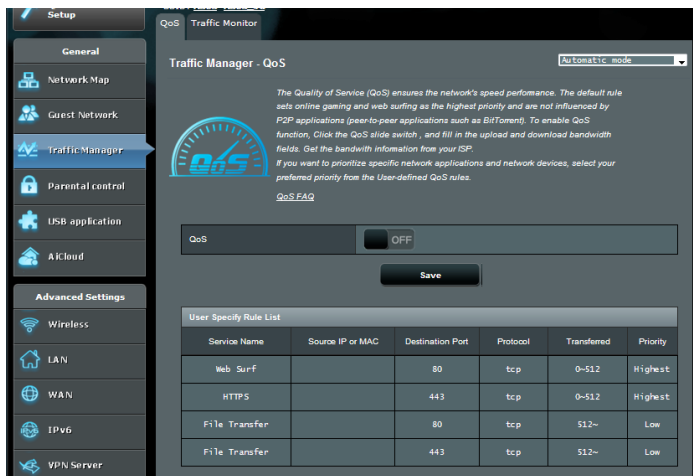 Setup
QoS Traffic Monitor
General
Network Map
Guest Network
Traffic Manager
Parental control
USB application
AiCloud
Advanced Settings
Wireless
LAN
WAN
IPv6
VPN Server
Traffic Manager - QoS
Automatic mode
The Quality of Service (QoS) ensures the network's speed performance. The default rule
sets online gaming and web surfing as the highest priority and are not influenced by
P2P applications (peer-to-peer applications such as BitTorrent). To enable QoS
function, Click the QoS slide switch , and fill in the upload and download bandwidth
fields. Get the bandwith information from your ISP.
If you want to prioritize specific network applications and network devices, select your
preferred priority from the User-defined QoS rules.
QoS FAQ
QoS
QoS OFF
Save
User Specify Rule List
Service Name Source IP or MAC Destination Port Protocol Transferred Priority
Web Surf 80 tcp 0~512 Highest
HTTPS 443 tcp 0~512 Highest
File Transfer 80 tcp 512~ Low
File Transfer 443 tcp 512~ Low